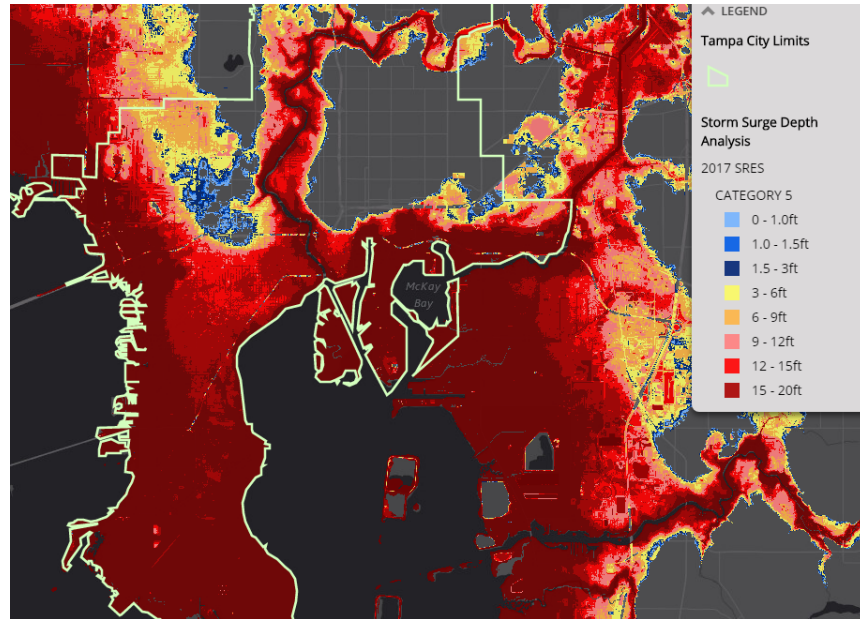 LEGEND
Tampa City Limits
Storm Surge Depth
Analysis
2017 SRES
CATEGORY 5
0 - 1.0ft
1.0 - 1.5ft
1.5 - 3ft
3 - 6ft
6 - 9ft
9 - 12ft
12 - 15ft
15 - 20ft
McKay
Bay